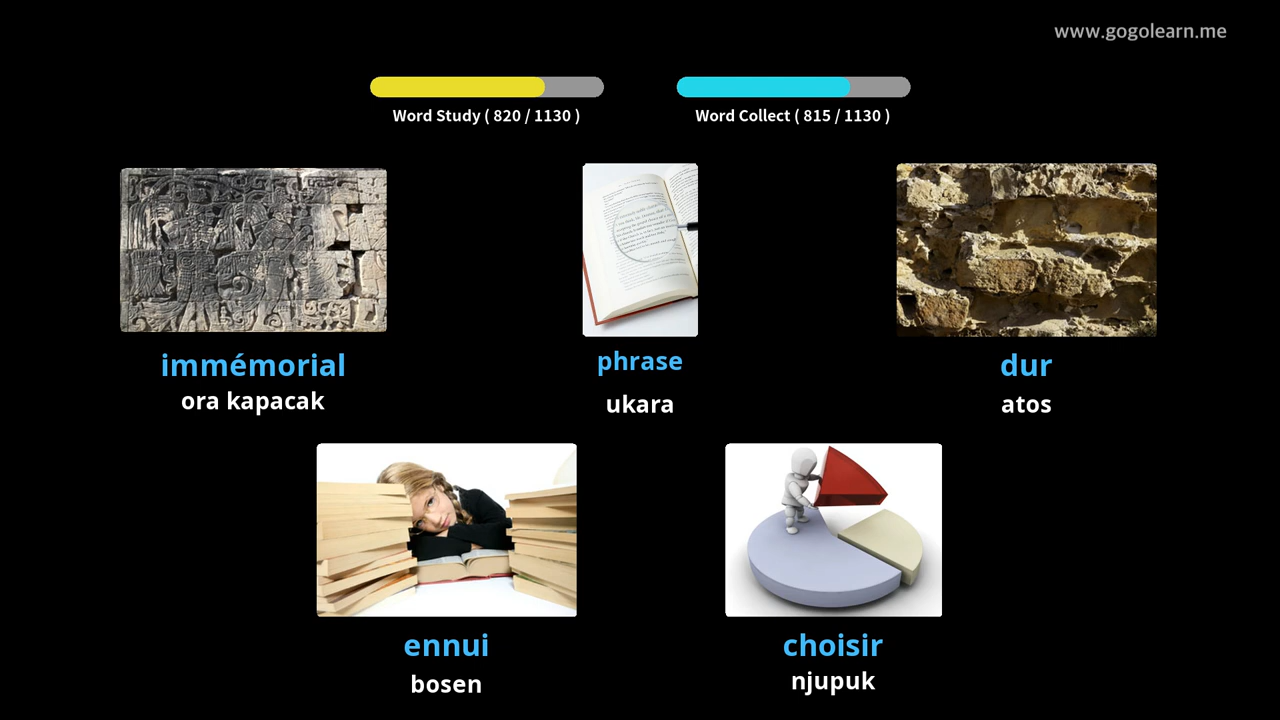 www.gogolearn.me
Word Study ( 820 / 1130 )
Word Collect ( 815 / 1130 )
immémorial
ora kapacak
phrase
ukara
dur
atos
ennui
bosen
choisir
njupuk